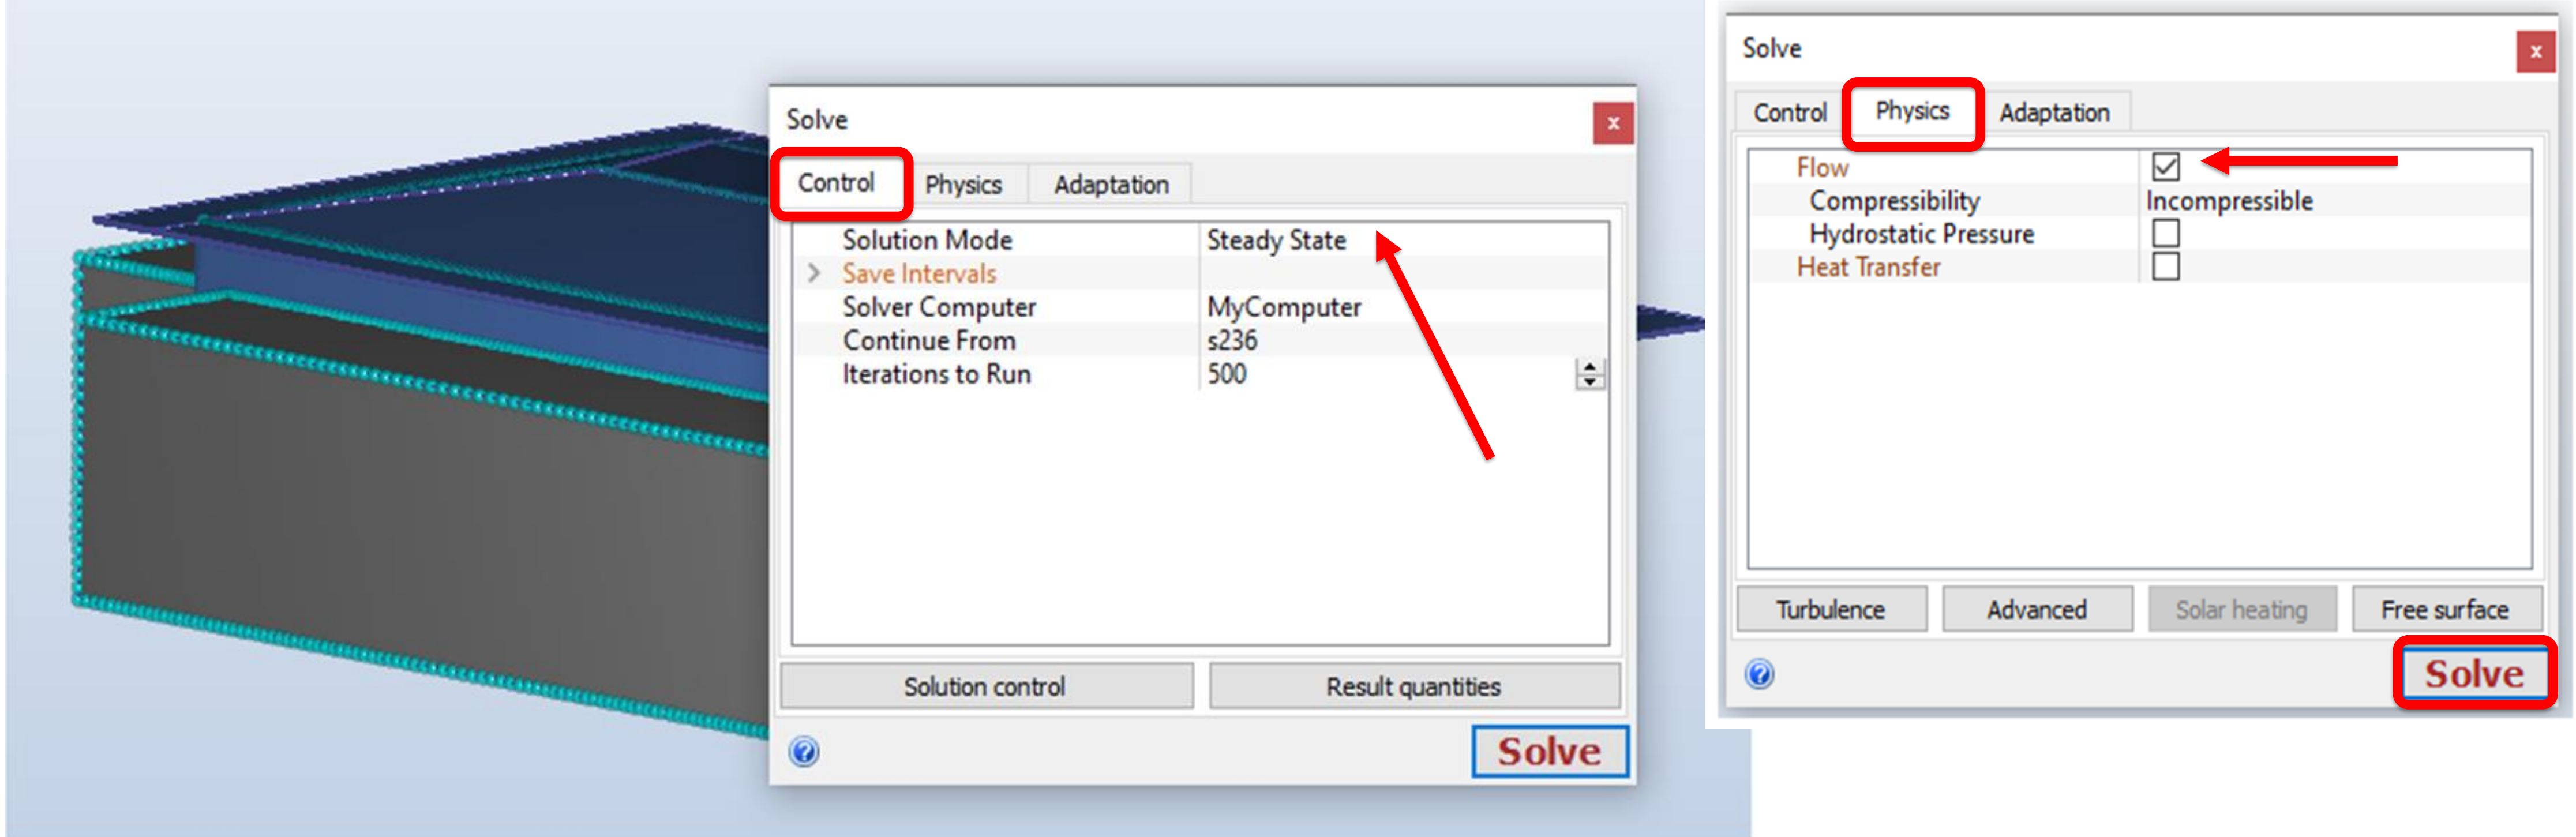 Solve
x
Control Physics Adaptation
Solution Mode Steady State
Save Intervals
Solver Computer MyComputer
Continue From s236
Iterations to Run 500
Solution control Result quantities
?
Solve
Solve
x
Control Physics Adaptation
Flow
Compressibility Incompressible
Hydrostatic Pressure
Heat Transfer
Turbulence Advanced Solar heating Free surface
?
Solve